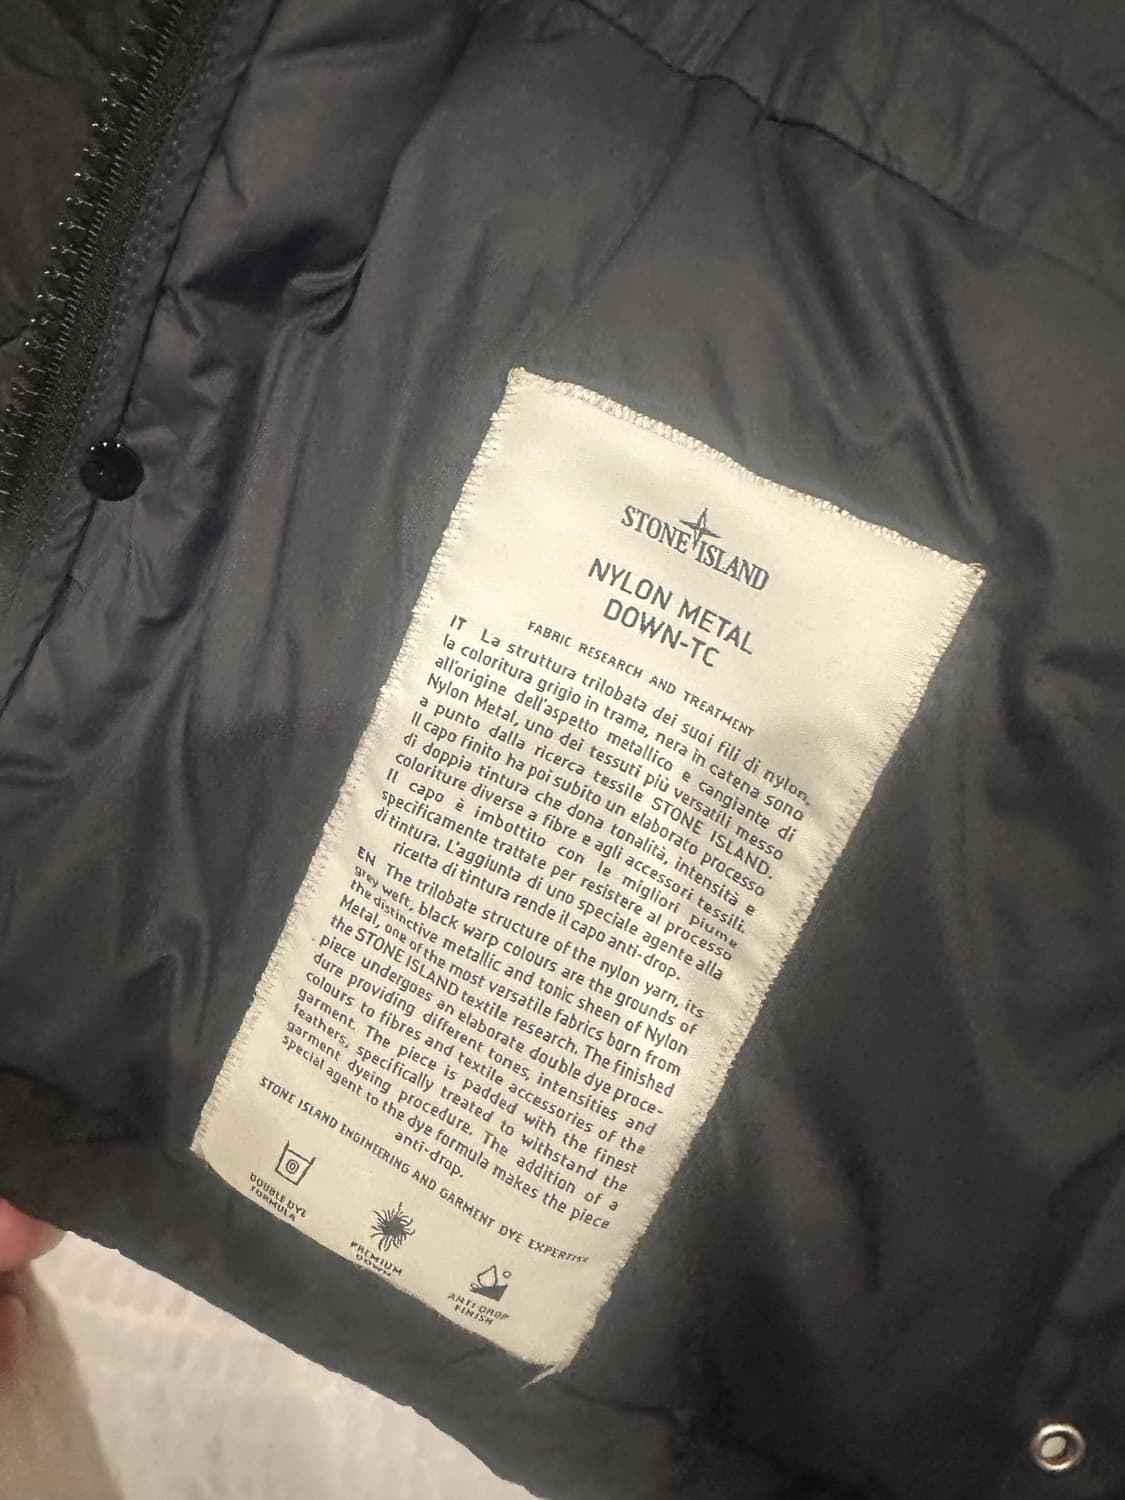 STONE ISLAND
NYLON METAL
DOWN-TC
FABRIC RESEARCH AND TREATMENT
IT La struttura trilobata dei suoi fili di nylon,
la coloritura grigio in trama, nera in catena sono
all'origine dell'aspetto metallico e cangiante di
Nylon Metal, uno dei tessuti più versatili messo
a punto dalla ricerca tessile STONE ISLAND.
Il capo finito ha poi subito un elaborato processo
di doppia tintura che dona tonalità, intensità e
coloriture diverse a fibre e agli accessori tessili.
Il capo è imbottito con le migliori piume
specificamente trattate per resistere al processo
di tintura. L'aggiunta di uno speciale agente alla
ricetta di tintura rende il capo anti-drop.
EN The trilobate structure of the nylon yarn, its
grey weft, black warp colours are the grounds of
the distinctive metallic and tonic sheen of Nylon
Metal, one of the most versatile fabrics born from
the STONE ISLAND textile research. The finished
piece undergoes an elaborate double dye proce-
dure providing different tones, intensities and
colours to fibres and textile accessories of the
garment. The piece is padded with the finest
feathers, specifically treated to withstand the
garment dyeing procedure. The addition of a
special agent to the dye formula makes the piece
anti-drop.
STONE ISLAND ENGINEERING AND GARMENT DYE EXPERTISE
DOUBLE DYE
FORMULA
PREMIUM
DOWN
ANTI-DROP
FINISH